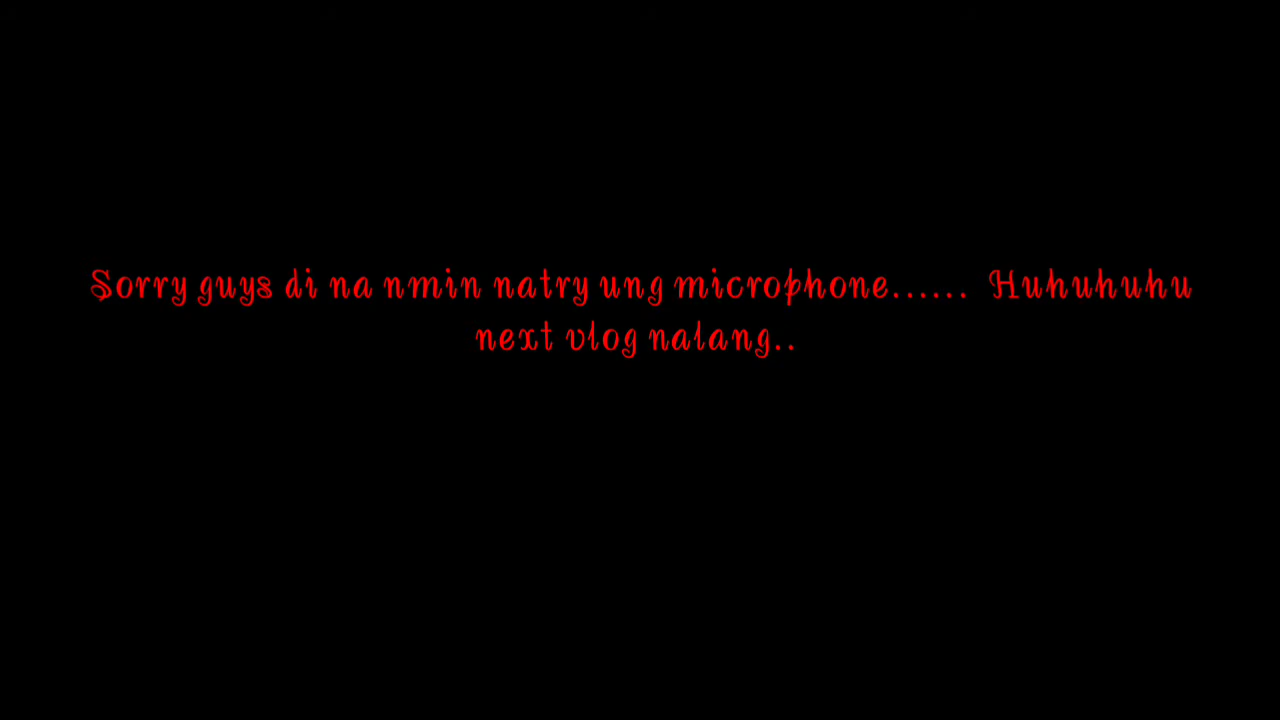 Sorry guys di na nmin natry ung microphone...... Huhuhuhu
next vlog nalang..